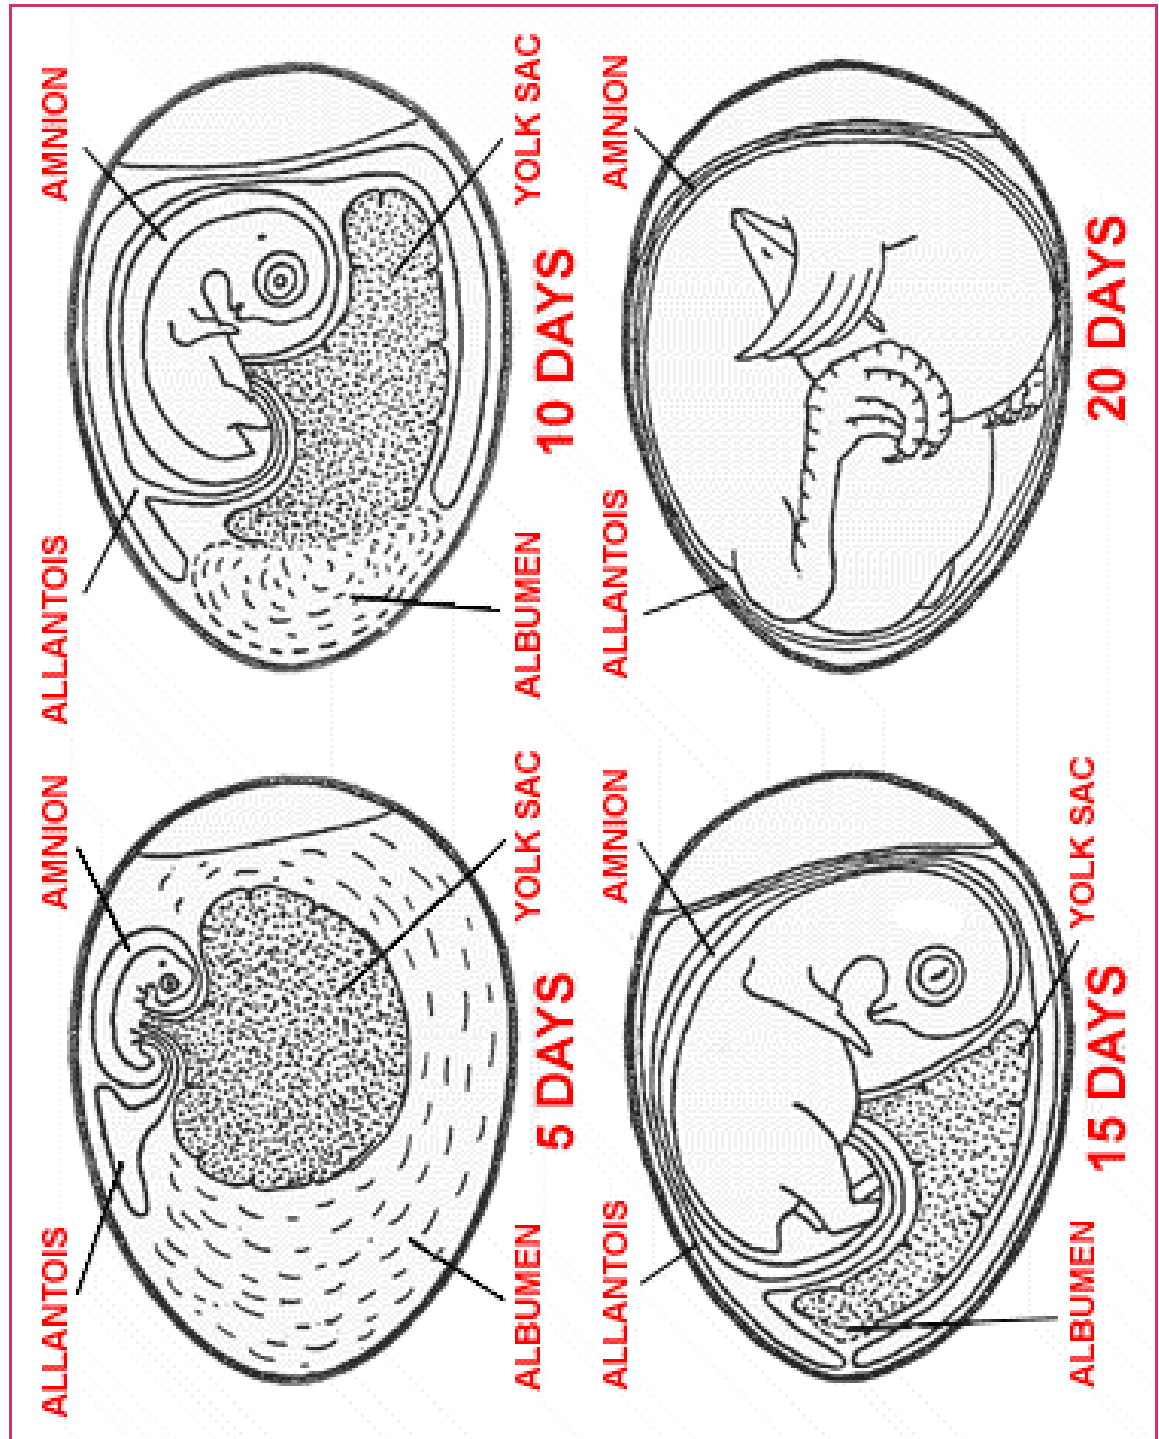 ALLANTOIS
AMNION
ALBUMEN
YOLK SAC
5 DAYS
ALLANTOIS
AMNION
ALBUMEN
YOLK SAC
10 DAYS
ALLANTOIS
AMNION
ALBUMEN
YOLK SAC
15 DAYS
ALLANTOIS
AMNION
20 DAYS